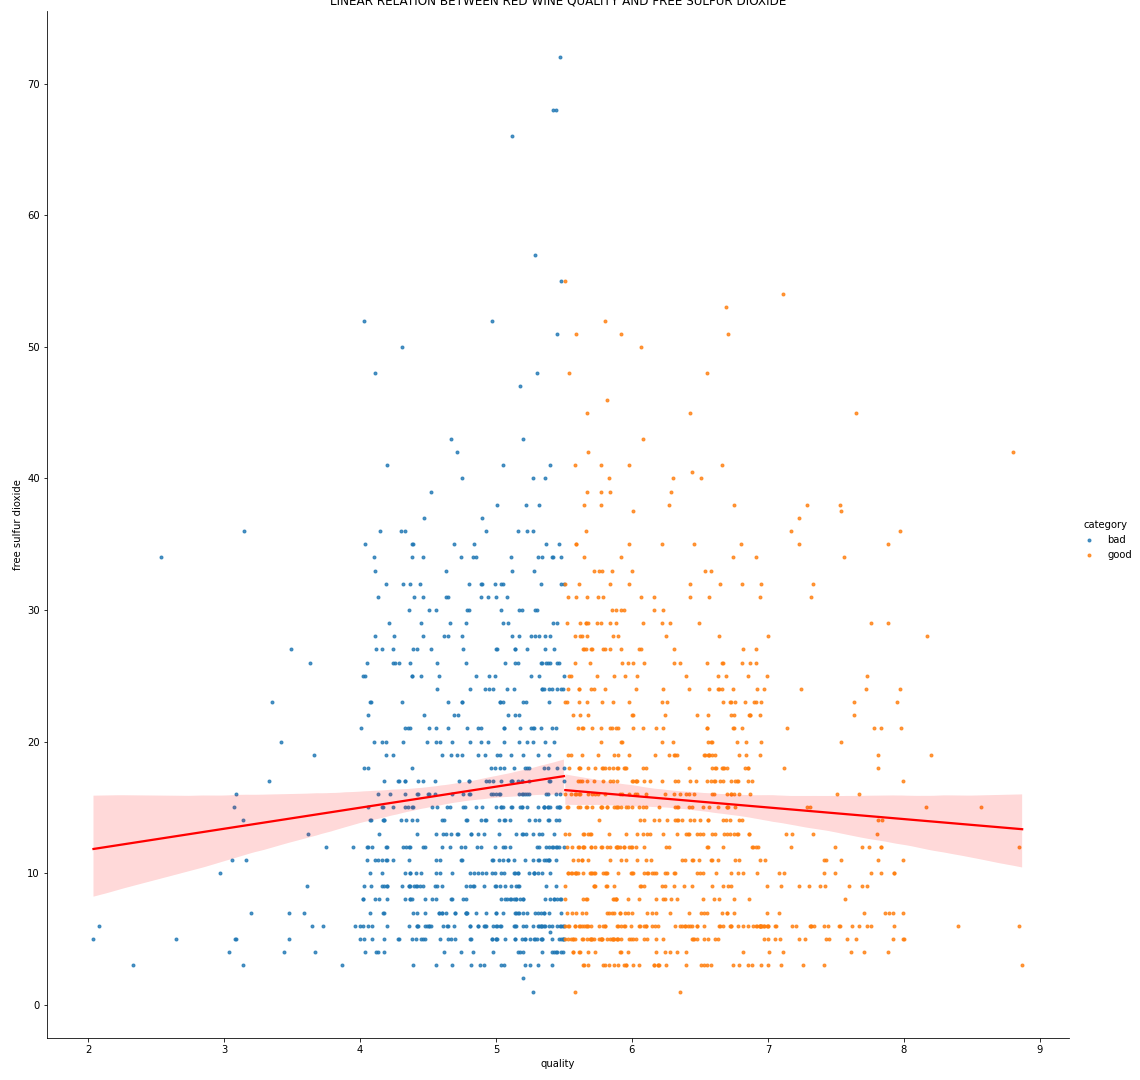 LINEAR RELATION BETWEEN RED WINE QUALITY AND FREE SULFUR DIOXIDE
70
60
50
40
30
20
10
0
free sulfur dioxide
2 3 4 5 6 7 8 9
quality
category
bad
good